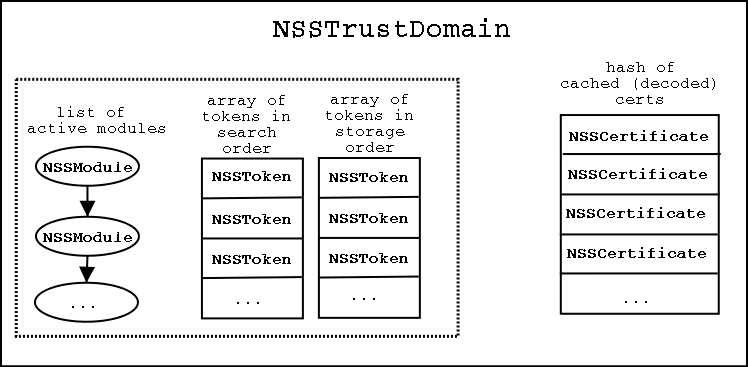 NSSTrustDomain
list of
active modules
NSSModule
NSSModule
...
array of
tokens in
search
order
NSSToken
NSSToken
NSSToken
...
array of
tokens in
storage
order
NSSToken
NSSToken
NSSToken
...
hash of
cached (decoded)
certs
NSSCertificate
NSSCertificate
NSSCertificate
NSSCertificate
...